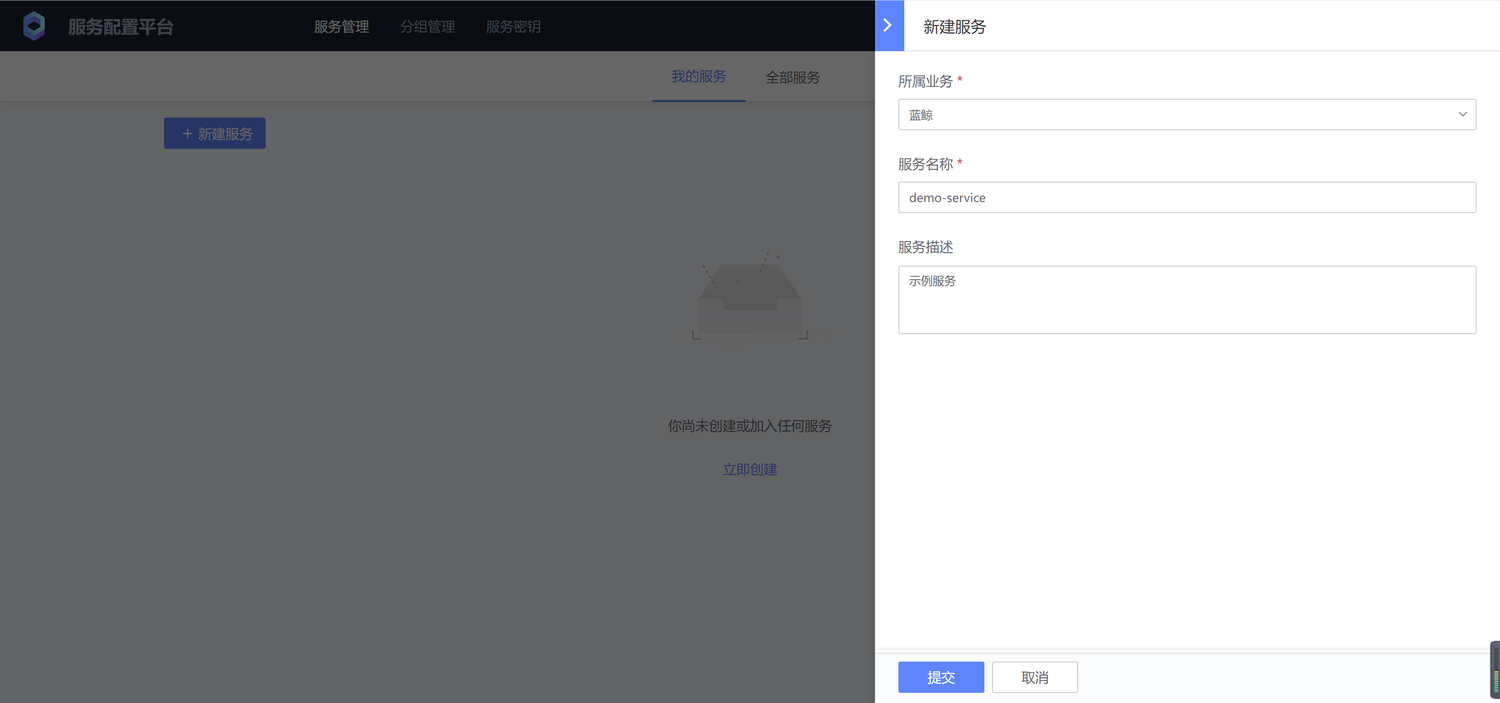 服务配置平台
服务管理 分组管理 服务密钥
我的服务 全部服务
+ 新建服务
你尚未创建或加入任何服务
立即创建
新建服务
所属业务 *
蓝鲸
服务名称 *
demo-service
服务描述
示例服务
提交 取消